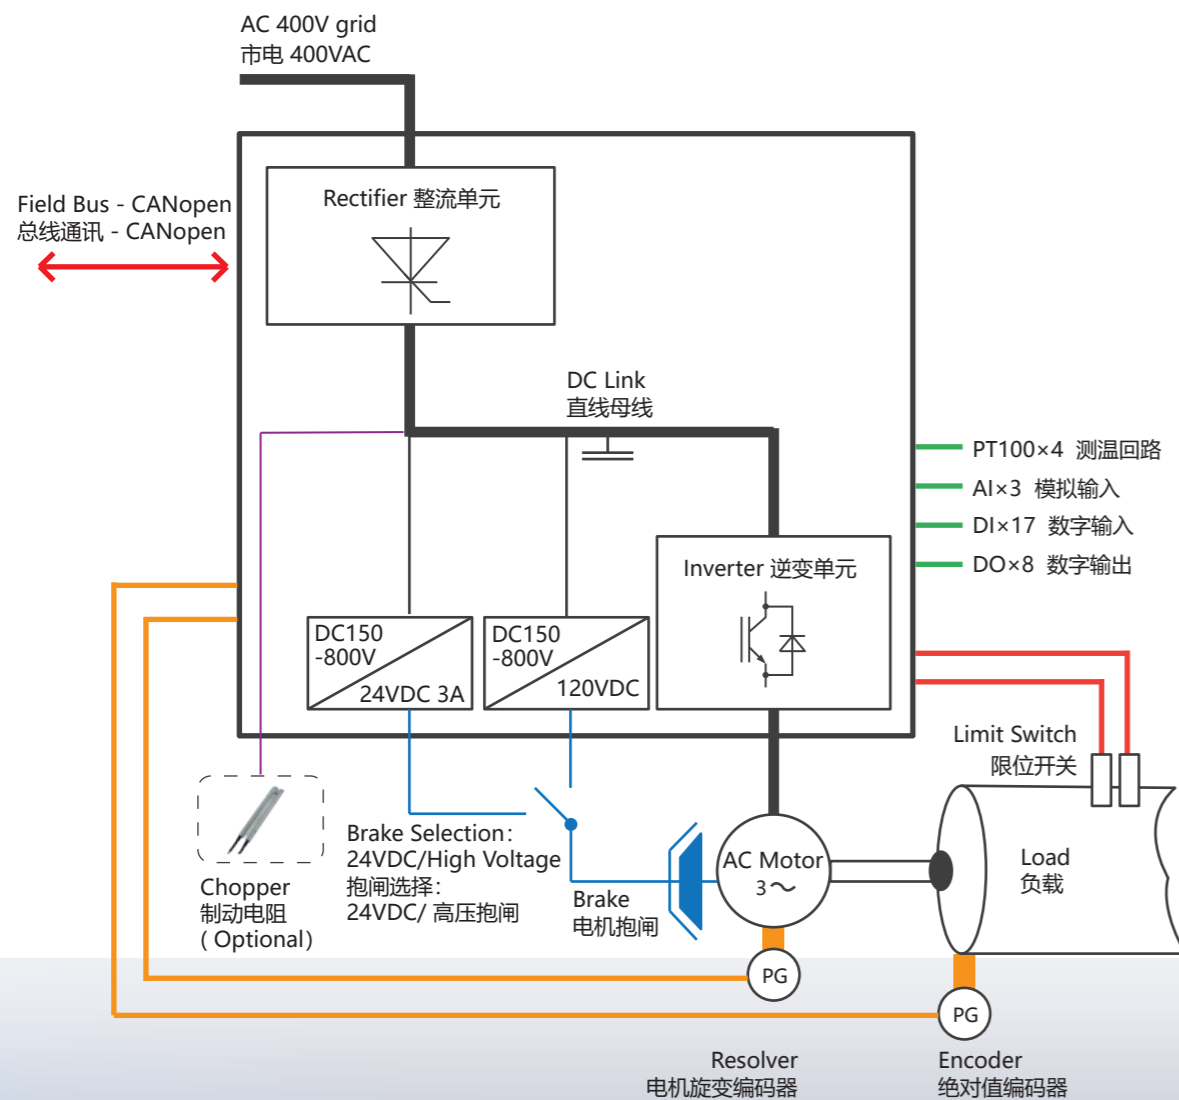 AC 400V grid
市电 400VAC
Field Bus - CANopen
总线通讯 - CANopen
Rectifier 整流单元
DC Link
直线母线
PT100×4 测温回路
AI×3 模拟输入
DI×17 数字输入
DO×8 数字输出
Inverter 逆变单元
DC150
-800V
24VDC 3A
DC150
-800V
120VDC
Limit Switch
限位开关
Chopper
制动电阻
( Optional)
Brake Selection:
24VDC/High Voltage
抱闸选择:
24VDC/ 高压抱闸
Brake
电机抱闸
AC Motor
3～
Load
负载
PG
PG
Resolver
电机旋变编码器
Encoder
绝对值编码器